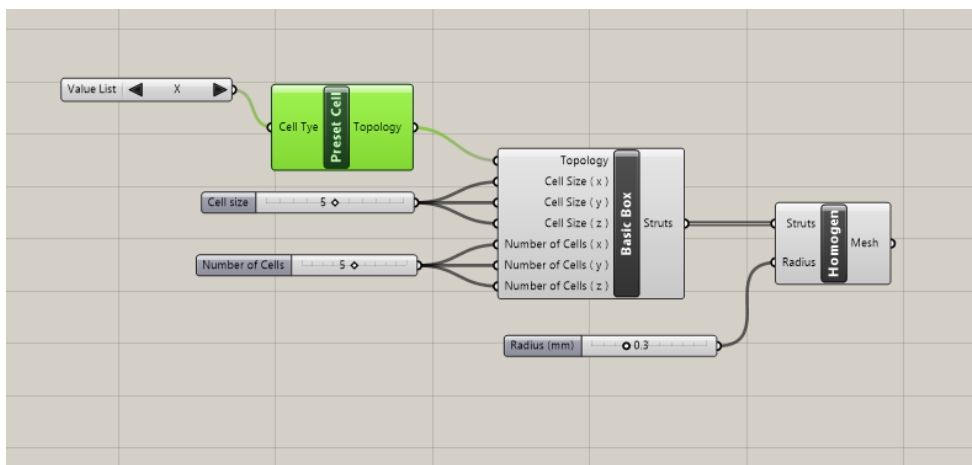 Value List X
Cell Tye Preset Cell Topology
Cell size 5
Number of Cells 5
Topology
Cell Size ( x )
Cell Size ( y )
Cell Size ( z )
Number of Cells ( x )
Number of Cells ( y )
Number of Cells ( z )
Basic Box
Struts
Radius (mm) 0.3
Struts
Radius
Homogen
Mesh